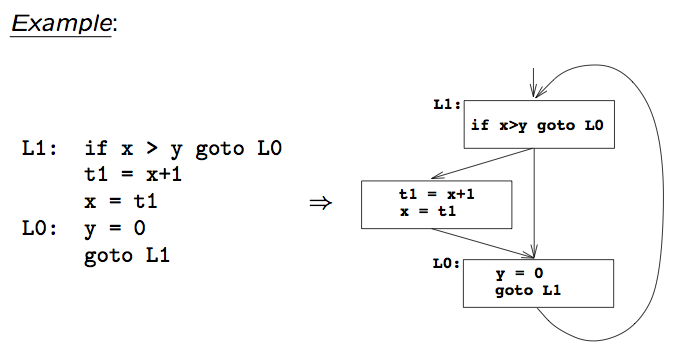 Example:
L1: if x > y goto L0
t1 = x+1
x = t1
L0: y = 0
goto L1
⇒
L1:
if x>y goto L0
t1 = x+1
x = t1
L0:
y = 0
goto L1